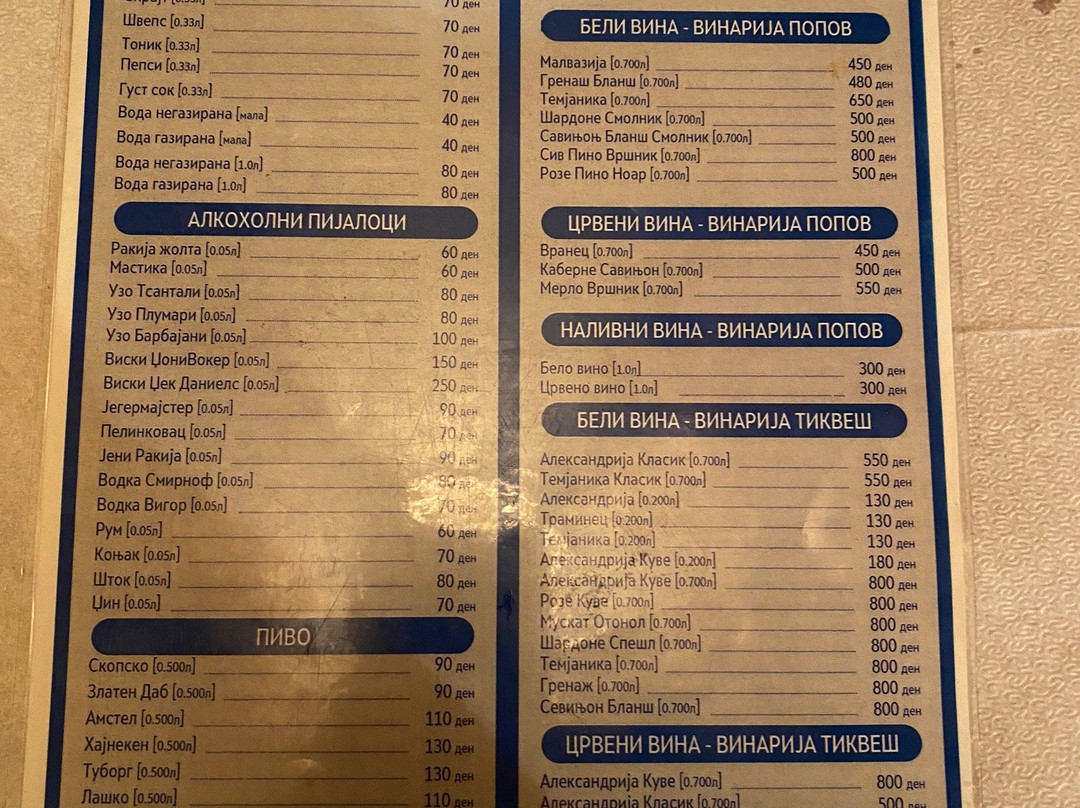 Швепс [0.33л] 70 ден
Тоник [0.33л] 70 ден
Пепси [0.33л] 70 ден
Густ сок [0.33л] 70 ден
Вода негазирана [мала] 40 ден
Вода газирана [мала] 40 ден
Вода негазирана [1.0л] 80 ден
Вода газирана [1.0л] 80 ден
АЛКОХОЛНИ ПИЈАЛОЦИ
Ракија жолта [0.05л] 60 ден
Мастика [0.05л] 60 ден
Узо Тсантали [0.05л] 80 ден
Узо Плумари [0.05л] 80 ден
Узо Барбајани [0.05л] 100 ден
Виски ЏониВокер [0.05л] 150 ден
Виски Џек Даниелс [0.05л] 250 ден
Јегермајстер [0.05л] 90 ден
Пелинковац [0.05л] 70 ден
Јени Ракија [0.05л] 90 ден
Водка Смирноф [0.05л] 80 ден
Водка Вигор [0.05л] 70 ден
Рум [0.05л] 60 ден
Коњак [0.05л] 70 ден
Шток [0.05л] 80 ден
Џин [0.05л] 70 ден
ПИВО
Скопско [0.500л] 90 ден
Златен Даб [0.500л] 90 ден
Амстел [0.500л] 110 ден
Хајнекен [0.500л] 130 ден
Туборг [0.500л] 130 ден
Лашко [0.500л] 110 ден
БЕЛИ ВИНА - ВИНАРИЈА ПОПОВ
Малвазија [0.700л] 450 ден
Гренаш Бланш [0.700л] 480 ден
Темјаника [0.700л] 650 ден
Шардоне Смолник [0.700л] 500 ден
Савињоњ Бланш Смолник [0.700л] 500 ден
Сив Пино Вршник [0.700л] 800 ден
Розе Пино Ноар [0.700л] 500 ден
ЦРВЕНИ ВИНА - ВИНАРИЈА ПОПОВ
Вранец [0.700л] 450 ден
Каберне Савињон [0.700л] 500 ден
Мерло Вршник [0.700л] 550 ден
НАЛИВНИ ВИНА - ВИНАРИЈА ПОПОВ
Бело вино [1.0л] 300 ден
Црвено вино [1.0л] 300 ден
БЕЛИ ВИНА - ВИНАРИЈА ТИКВЕШ
Александрија Класик [0.700л] 550 ден
Темјаника Класик [0.700л] 550 ден
Александрија [0.200л] 130 ден
Траминец [0.200л] 130 ден
Темјаника [0.200л] 130 ден
Александрија Куве [0.200л] 180 ден
Александрија Куве [0.700л] 800 ден
Розе Куве [0.700л] 800 ден
Мускат Отонол [0.700л] 800 ден
Шардоне Спешл [0.700л] 800 ден
Темјаника [0.700л] 800 ден
Гренаж [0.700л] 800 ден
Севињон Бланш [0.700л] 800 ден
ЦРВЕНИ ВИНА - ВИНАРИЈА ТИКВЕШ
Александрија Куве [0.700л] 800 ден
Александрија Класик [0.700л] 500 ден